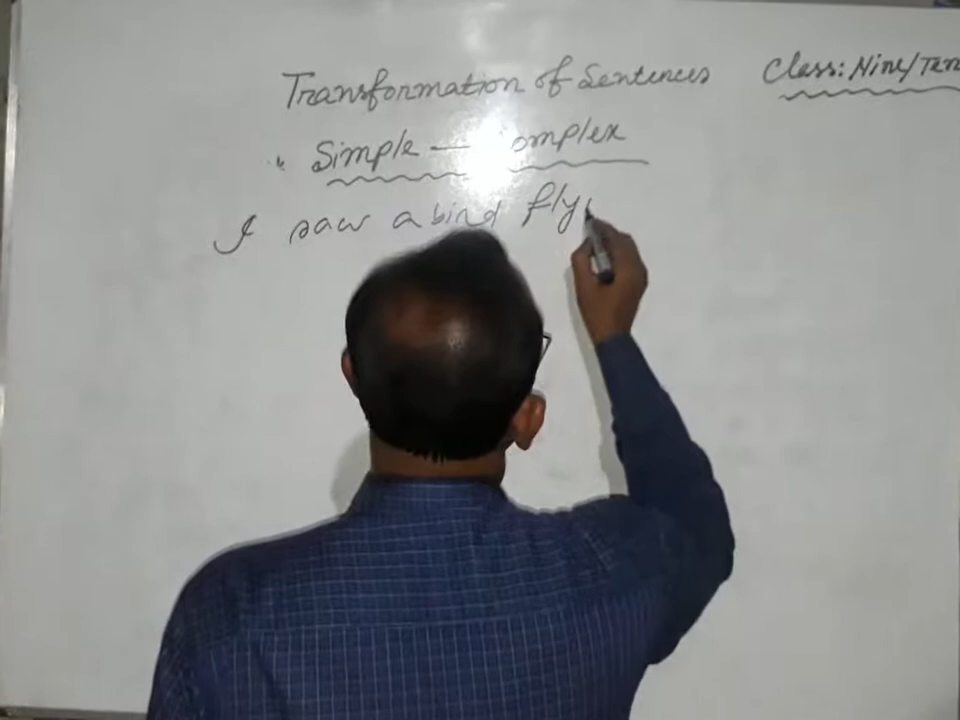 Transformation of Sentences Class: Nine/Ten
Simple — omplex
I saw a bird fly